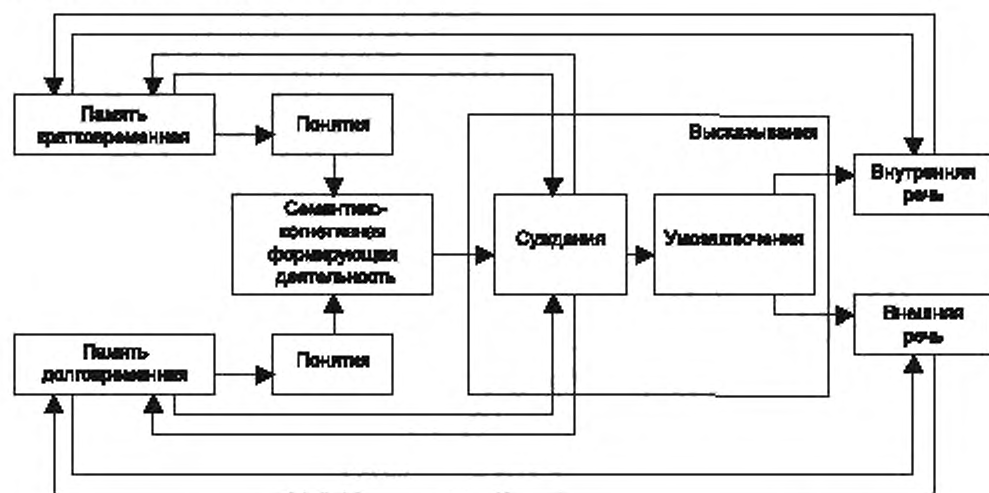 Память
кратковременная
Понятия
Высказывания
Внутренняя
речь
Семантико-
когнитивная
формирующая
деятельность
Суждения
Умозаключения
Внешняя
речь
Память
долговременная
Понятия